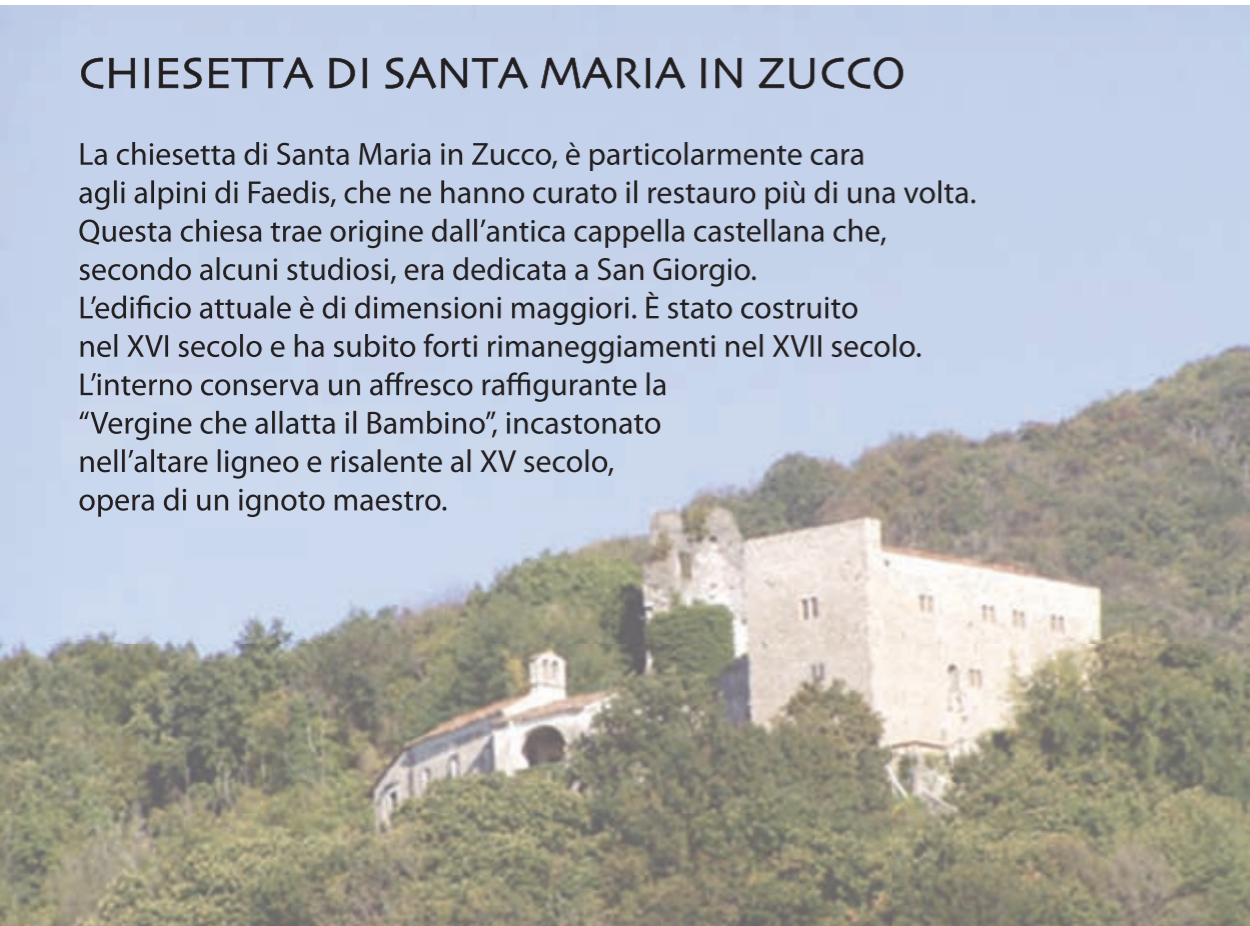 CHIESETTA DI SANTA MARIA IN ZUCCO
La chiesetta di Santa Maria in Zucco, è particolarmente cara
agli alpini di Faedis, che ne hanno curato il restauro più di una volta.
Questa chiesa trae origine dall'antica cappella castellana che,
secondo alcuni studiosi, era dedicata a San Giorgio.
L'edificio attuale è di dimensioni maggiori. È stato costruito
nel XVI secolo e ha subito forti rimaneggiamenti nel XVII secolo.
L'interno conserva un affresco raffigurante la
“Vergine che allatta il Bambino”, incastonato
nell'altare ligneo e risalente al XV secolo,
opera di un ignoto maestro.